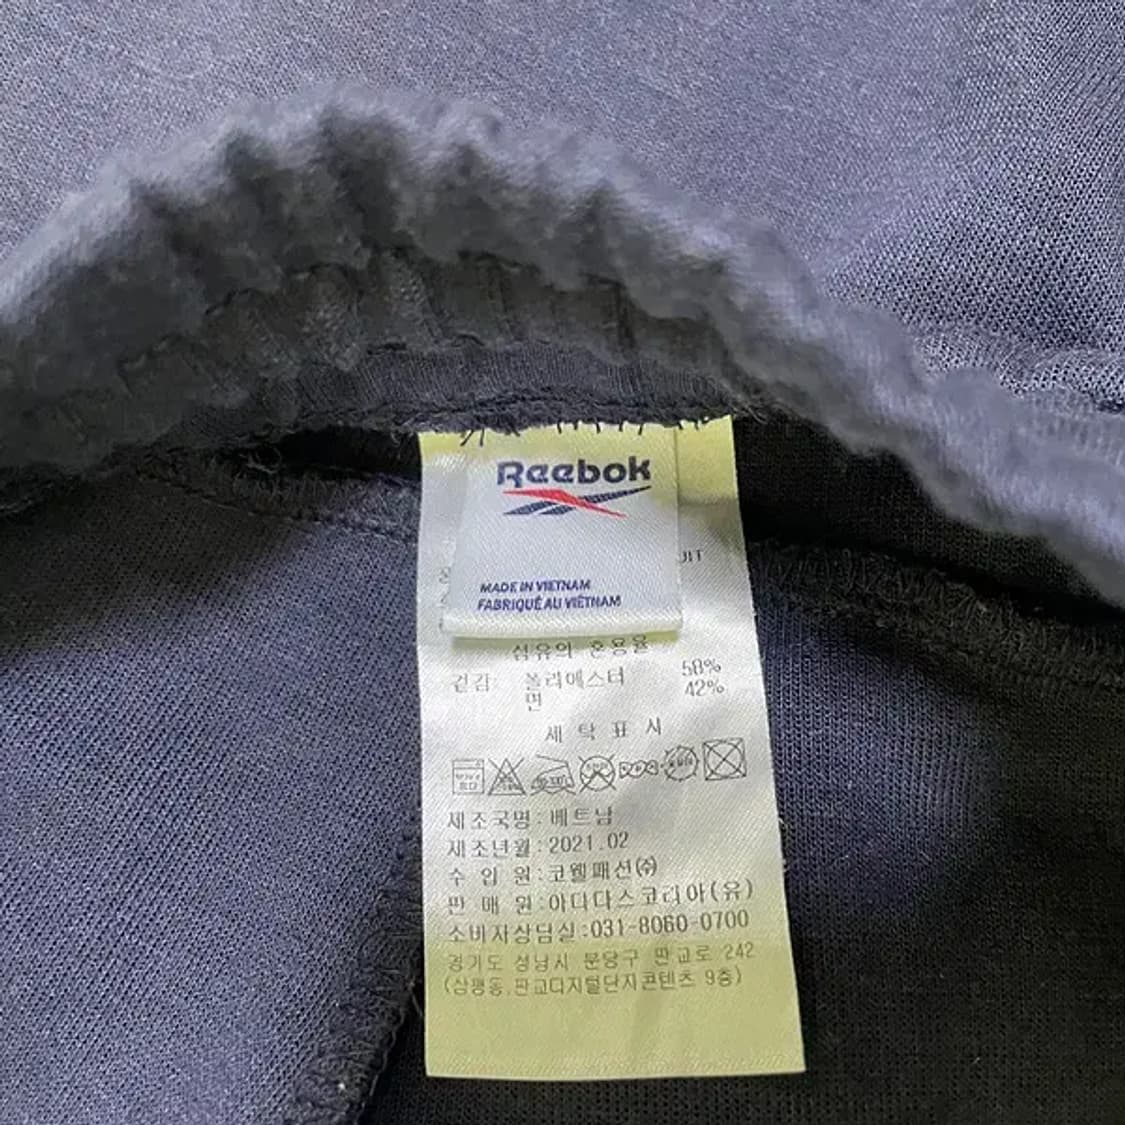 Reebok
MADE IN VIETNAM
FABRIQUÉ AU VIÊTNAM
섬유의 혼용율
겉감: 폴리에스터 58%
면 42%
세 탁 표 시
제조국명:베트남
제조년월:2021.02
수 입 원:코웰패션㈜
판 매 원:아디다스코리아(유)
소비자상담실:031-8060-0700
경기도 성남시 분당구 판교로 242
(삼평동,판교디지털단지콘텐츠 9층)